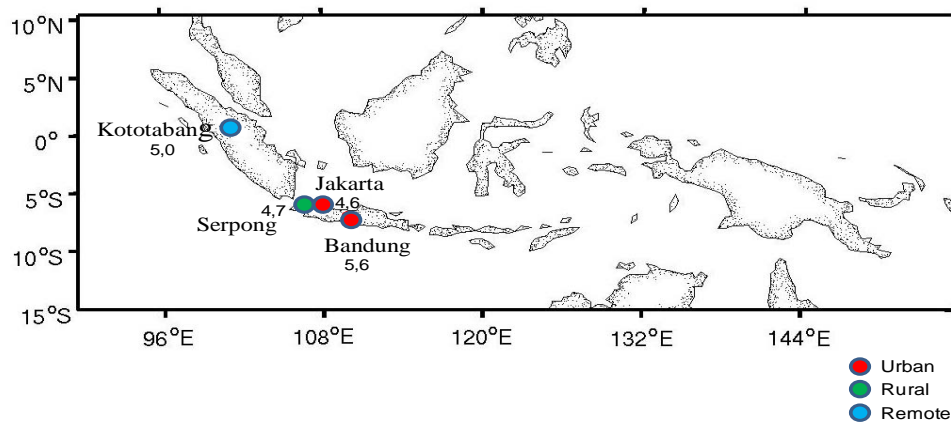 10°N
5°N
Kototabang
0°
5,0
Jakarta
5°S
4,7
4,6
Serpong
Bandung
10°S
5,6
15°S
96°E 108°E 120°E 132°E 144°E
Urban
Rural
Remote